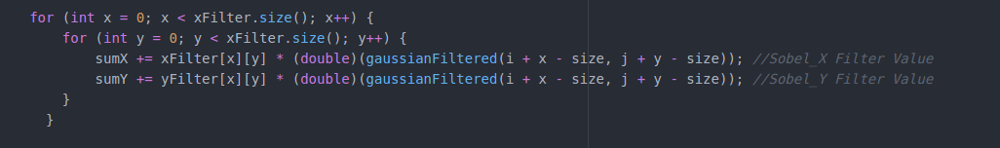 for (int x = 0; x < xFilter.size(); x++) {
for (int y = 0; y < xFilter.size(); y++) {
sumX += xFilter[x][y] * (double)(gaussianFiltered(i + x - size, j + y - size)); //Sobel_X Filter Value
sumY += yFilter[x][y] * (double)(gaussianFiltered(i + x - size, j + y - size)); //Sobel_Y Filter Value
}
}